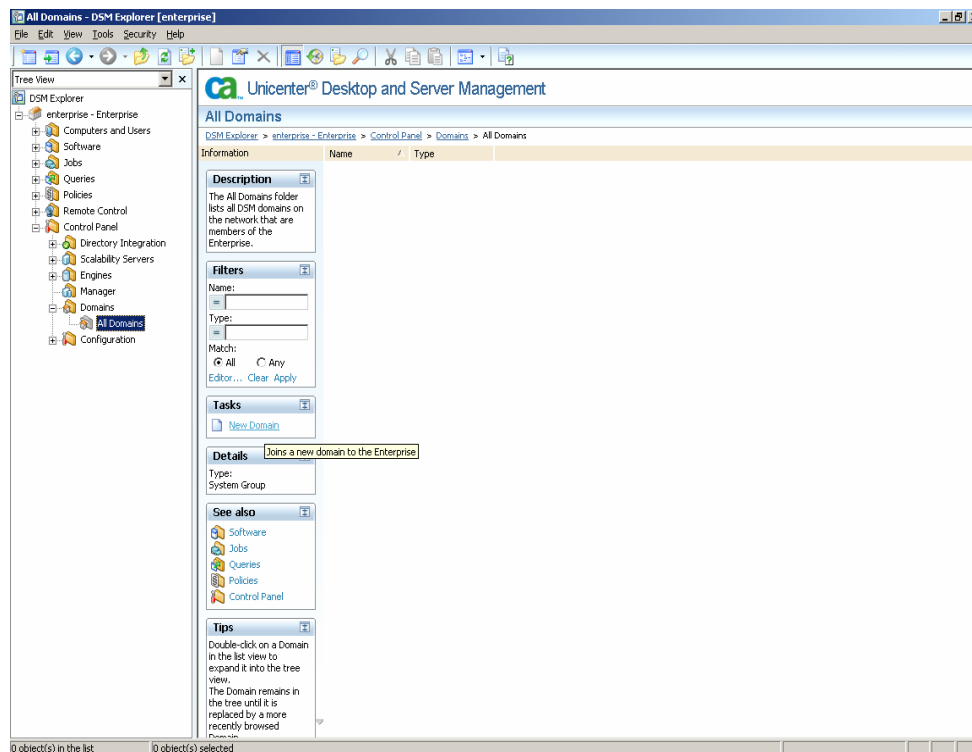 All Domains - DSM Explorer [enterprise]
File Edit View Tools Security Help
Tree View
DSM Explorer
enterprise - Enterprise
Computers and Users
Software
Jobs
Queries
Policies
Remote Control
Control Panel
Directory Integration
Scalability Servers
Engines
Manager
Domains
All Domains
Configuration
ca Unicenter® Desktop and Server Management
All Domains
DSM Explorer > enterprise - Enterprise > Control Panel > Domains > All Domains
Information Name / Type
Description
The All Domains folder
lists all DSM domains on
the network that are
members of the
Enterprise.
Filters
Name:
=
Type:
=
Match:
All Any
Editor... Clear Apply
Tasks
New Domain
Joins a new domain to the Enterprise
Details
Type:
System Group
See also
Software
Jobs
Queries
Policies
Control Panel
Tips
Double-click on a Domain
in the list view to
expand it into the tree
view.
The Domain remains in
the tree until it is
replaced by a more
recently browsed
Domain
0 object(s) in the list 0 object(s) selected